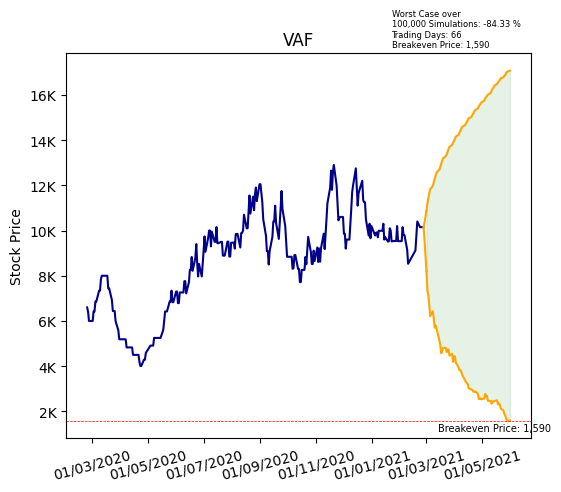 Worst Case over
100,000 Simulations: -84.33 %
Trading Days: 66
Breakeven Price: 1,590
VAF
Stock Price
16K
14K
12K
10K
8K
6K
4K
2K
Breakeven Price: 1,590
01/03/2020 01/05/2020 01/07/2020 01/09/2020 01/11/2020 01/01/2021 01/03/2021 01/05/2021